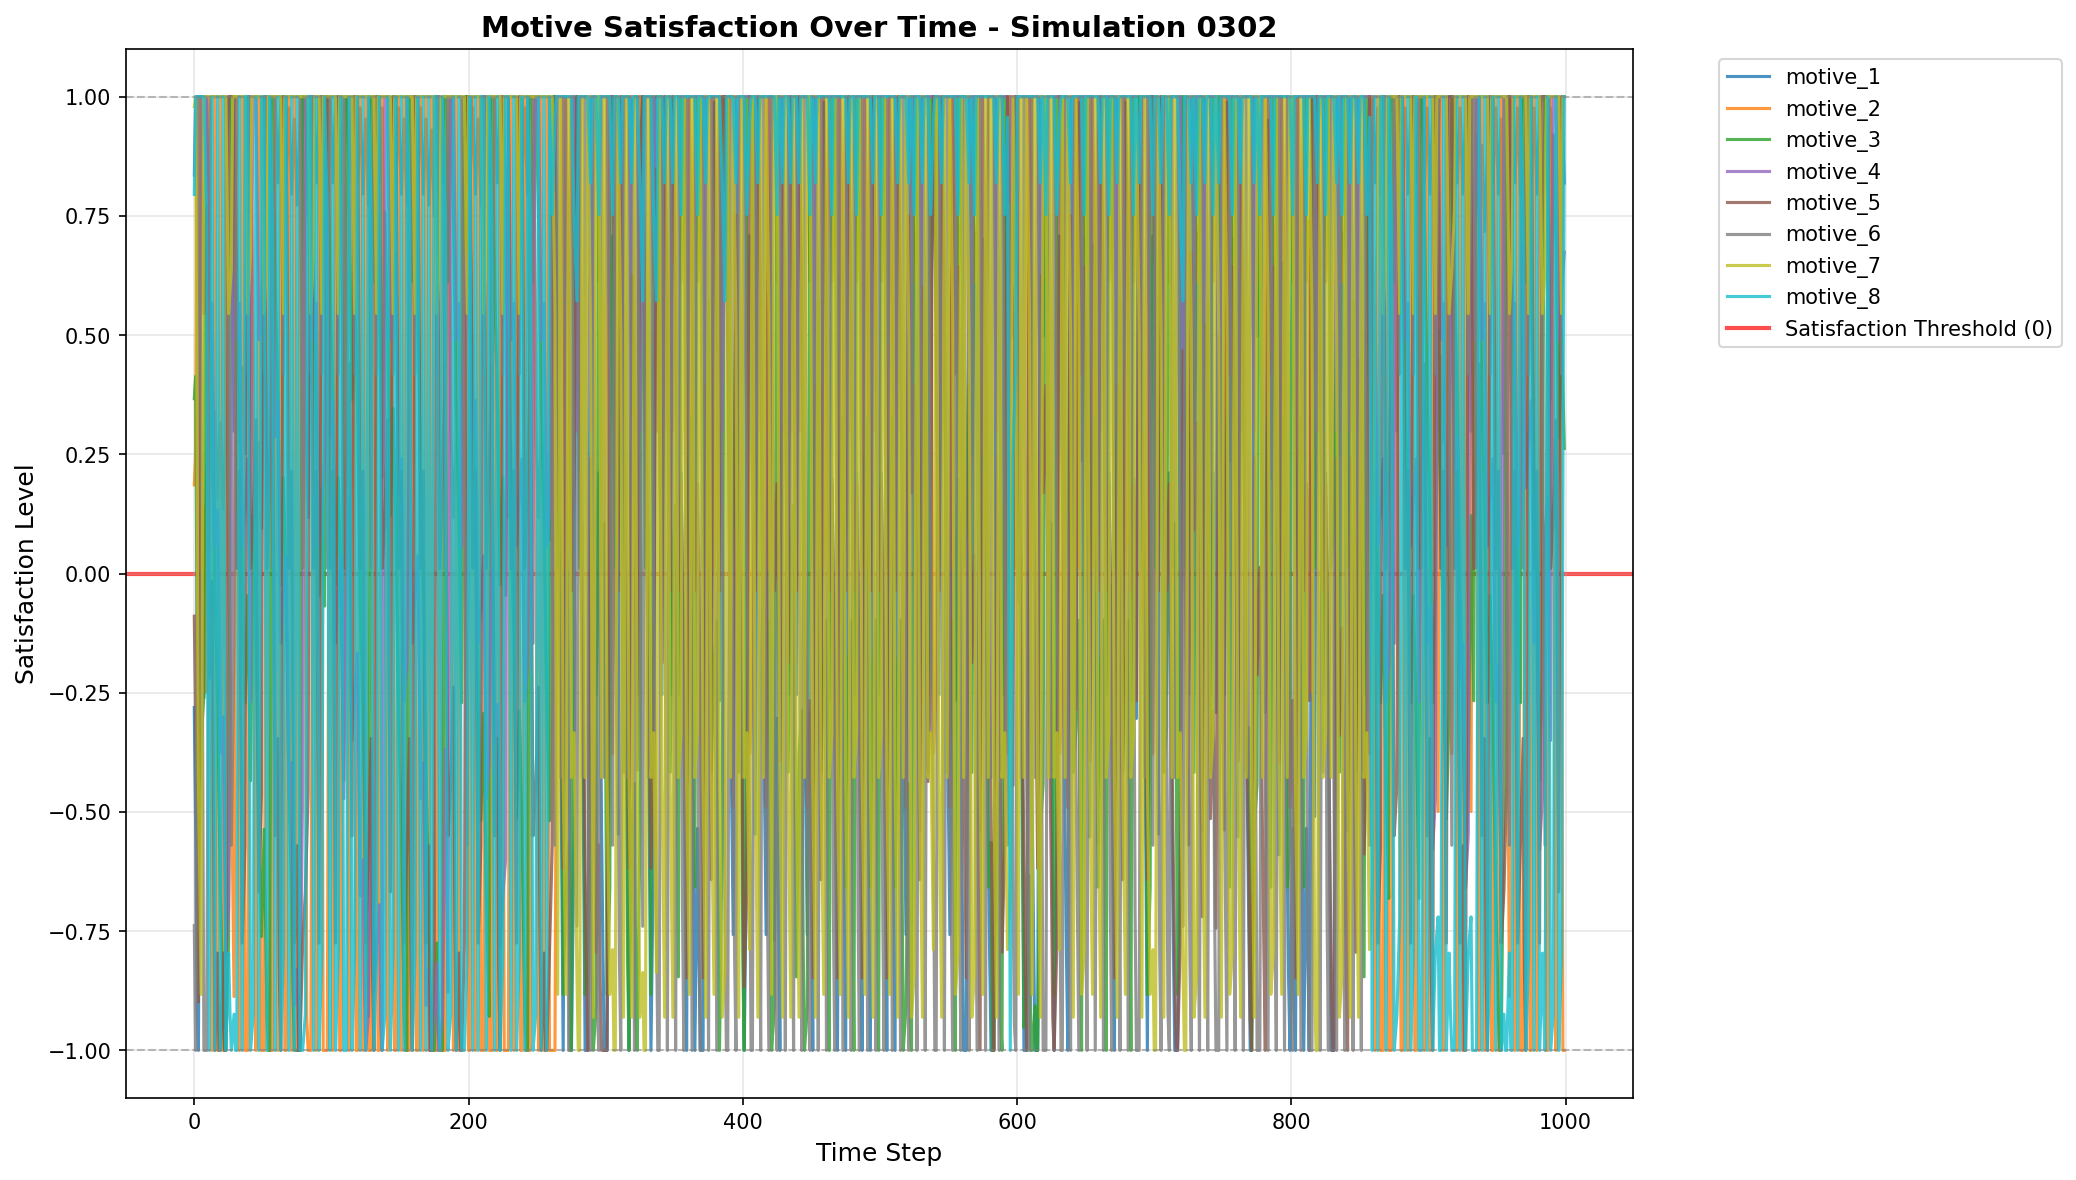 Motive Satisfaction Over Time - Simulation 0302
1.00
0.75
0.50
0.25
0.00
−0.25
−0.50
−0.75
−1.00
Satisfaction Level
0
200
400
600
800
1000
Time Step
motive_1
motive_2
motive_3
motive_4
motive_5
motive_6
motive_7
motive_8
Satisfaction Threshold (0)